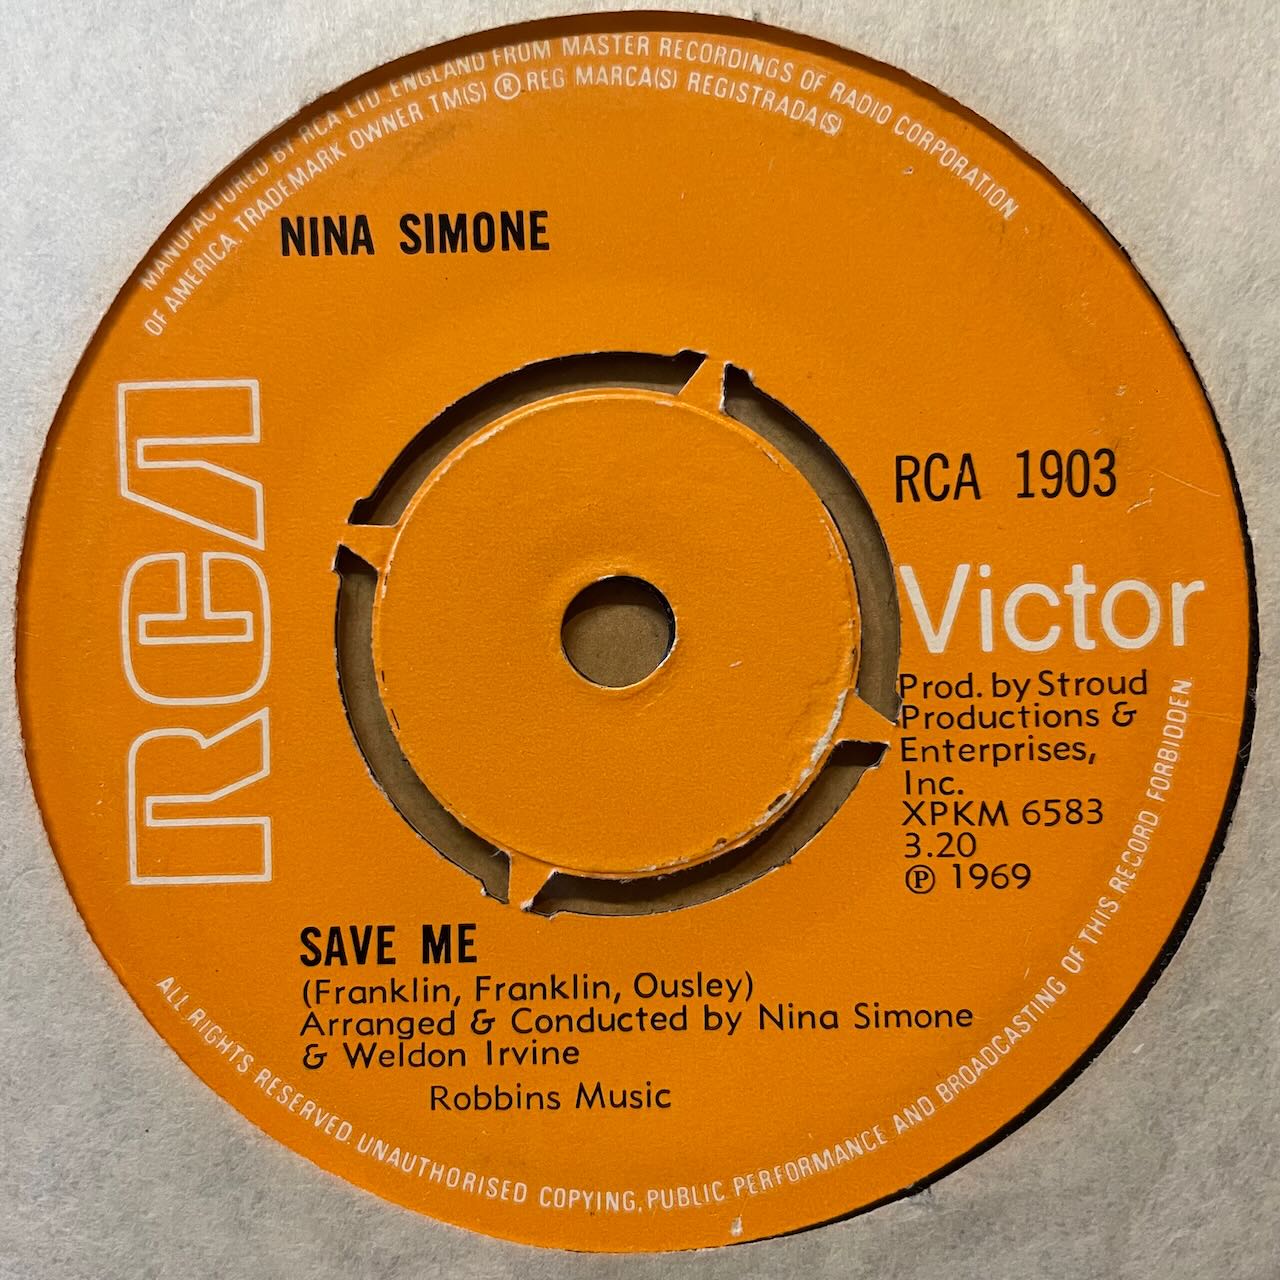 MANUFACTURED BY RCA LTD. ENGLAND FROM MASTER RECORDINGS OF RADIO CORPORATION
OF AMERICA. TRADEMARK OWNER TM(S) ® REG MARCA(S) REGISTRADA(S)
NINA SIMONE
RCA
RCA 1903
Victor
Prod. by Stroud
Productions &
Enterprises,
Inc.
XPKM 6583
3.20
℗ 1969
SAVE ME
(Franklin, Franklin, Ousley)
Arranged & Conducted by Nina Simone
& Weldon Irvine
Robbins Music
ALL RIGHTS RESERVED. UNAUTHORISED COPYING, PUBLIC PERFORMANCE AND BROADCASTING OF THIS RECORD FORBIDDEN